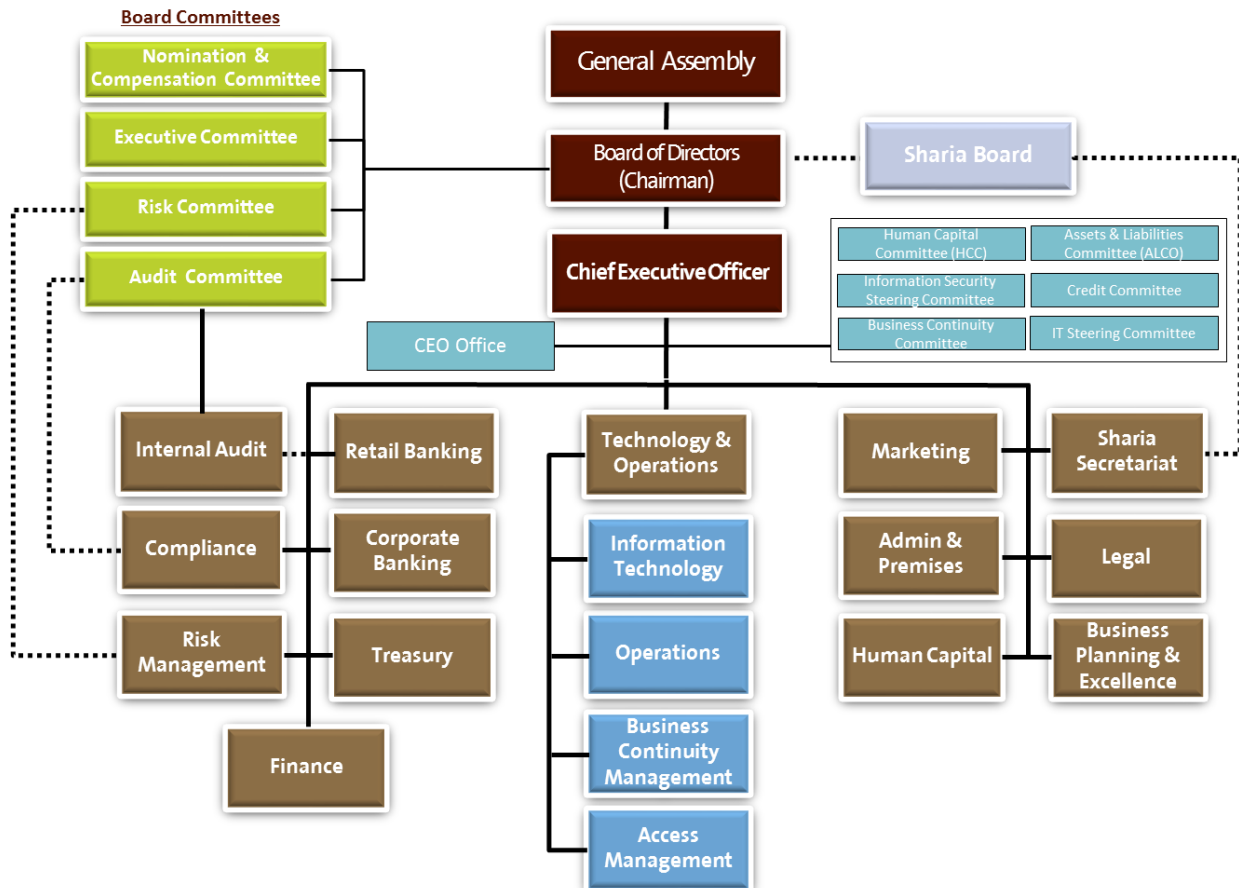 Board Committees
Nomination &
Compensation Committee
Executive Committee
Risk Committee
Audit Committee
General Assembly
Board of Directors
(Chairman)
Chief Executive Officer
Sharia Board
Human Capital
Committee (HCC)
Assets & Liabilities
Committee (ALCO)
Information Security
Steering Committee
Credit Committee
Business Continuity
Committee
IT Steering Committee
CEO Office
Internal Audit
Retail Banking
Compliance
Corporate
Banking
Risk
Management
Treasury
Finance
Technology &
Operations
Information
Technology
Operations
Business
Continuity
Management
Access
Management
Marketing
Sharia
Secretariat
Admin &
Premises
Legal
Human Capital
Business
Planning &
Excellence